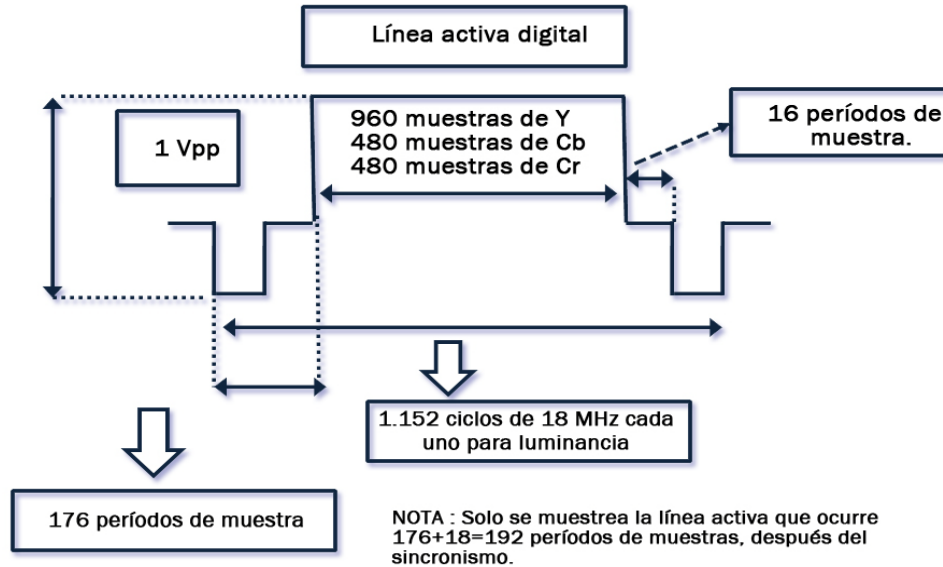 Línea activa digital
1 Vpp
960 muestras de Y
480 muestras de Cb
480 muestras de Cr
16 períodos de
muestra.
1.152 ciclos de 18 MHz cada
uno para luminancia
176 períodos de muestra
NOTA : Solo se muestrea la línea activa que ocurre
176+18=192 períodos de muestras, después del
sincronismo.